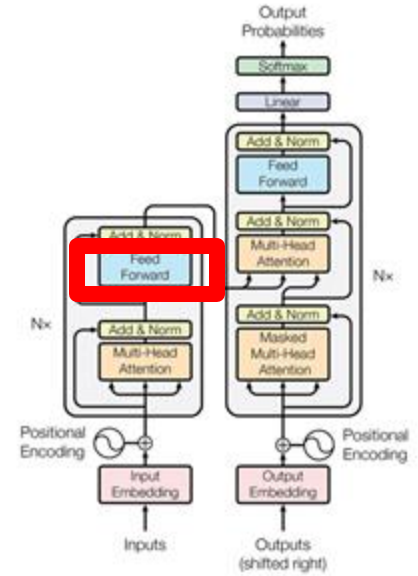 Output
Probabilities
Softmax
Linear
Add & Norm
Feed
Forward
Add & Norm
Multi-Head
Attention
Add & Norm
Masked
Multi-Head
Attention
Nx
Add & Norm
Feed
Forward
Add & Norm
Multi-Head
Attention
Nx
Positional
Encoding
Positional
Encoding
Input
Embedding
Output
Embedding
Inputs
Outputs
(shifted right)